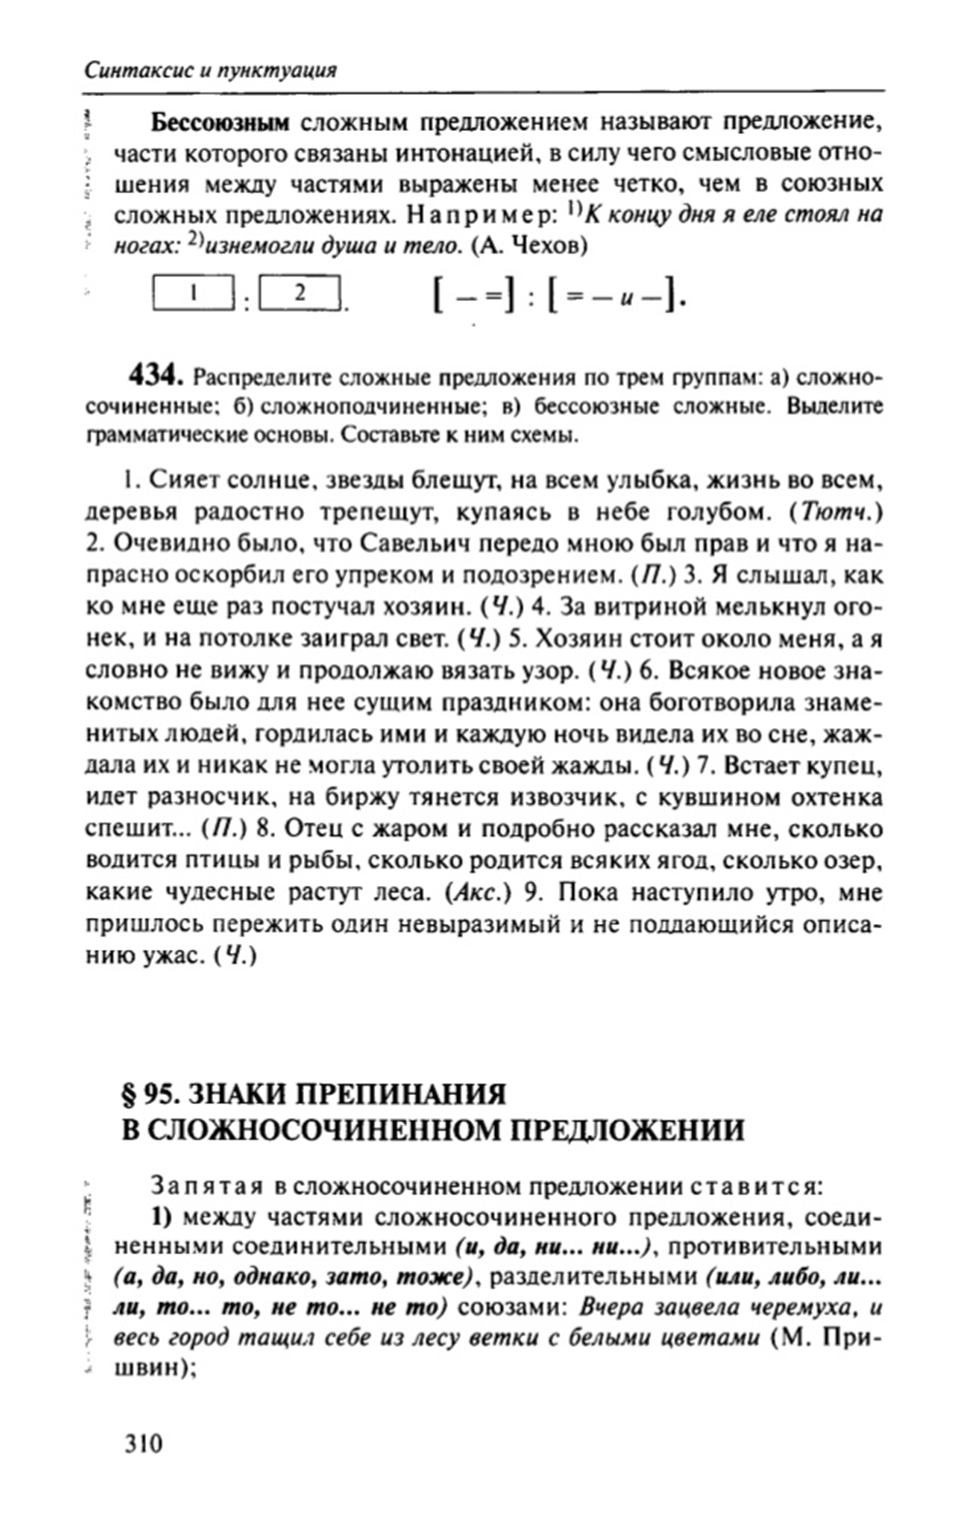 Синтаксис и пунктуация
Бессоюзным сложным предложением называют предложение,
части которого связаны интонацией, в силу чего смысловые отно-
шения между частями выражены менее четко, чем в союзных
сложных предложениях. Например: ¹⁾К концу дня я еле стоял на
ногах: ²⁾изнемогли душа и тело. (А. Чехов)
1 : 2 . [ – =] : [ = – и –].
434. Распределите сложные предложения по трем группам: а) сложно-
сочиненные; б) сложноподчиненные; в) бессоюзные сложные. Выделите
грамматические основы. Составьте к ним схемы.
1. Сияет солнце, звезды блещут, на всем улыбка, жизнь во всем,
деревья радостно трепещут, купаясь в небе голубом. (Тютч.)
2. Очевидно было, что Савельич передо мною был прав и что я на-
прасно оскорбил его упреком и подозрением. (П.) 3. Я слышал, как
ко мне еще раз постучал хозяин. (Ч.) 4. За витриной мелькнул ого-
нек, и на потолке заиграл свет. (Ч.) 5. Хозяин стоит около меня, а я
словно не вижу и продолжаю вязать узор. (Ч.) 6. Всякое новое зна-
комство было для нее сущим праздником: она боготворила знаме-
нитых людей, гордилась ими и каждую ночь видела их во сне, жаж-
дала их и никак не могла утолить своей жажды. (Ч.) 7. Встает купец,
идет разносчик, на биржу тянется извозчик, с кувшином охтенка
спешит... (П.) 8. Отец с жаром и подробно рассказал мне, сколько
водится птицы и рыбы, сколько родится всяких ягод, сколько озер,
какие чудесные растут леса. (Акс.) 9. Пока наступило утро, мне
пришлось пережить один невыразимый и не поддающийся описа-
нию ужас. (Ч.)
§ 95. ЗНАКИ ПРЕПИНАНИЯ
В СЛОЖНОСОЧИНЕННОМ ПРЕДЛОЖЕНИИ
Запятая в сложносочиненном предложении ставится:
1) между частями сложносочиненного предложения, соеди-
ненными соединительными (и, да, ни... ни...), противительными
(а, да, но, однако, зато, тоже), разделительными (или, либо, ли...
ли, то... то, не то... не то) союзами: Вчера зацвела черемуха, и
весь город тащил себе из лесу ветки с белыми цветами (М. При-
швин);
310